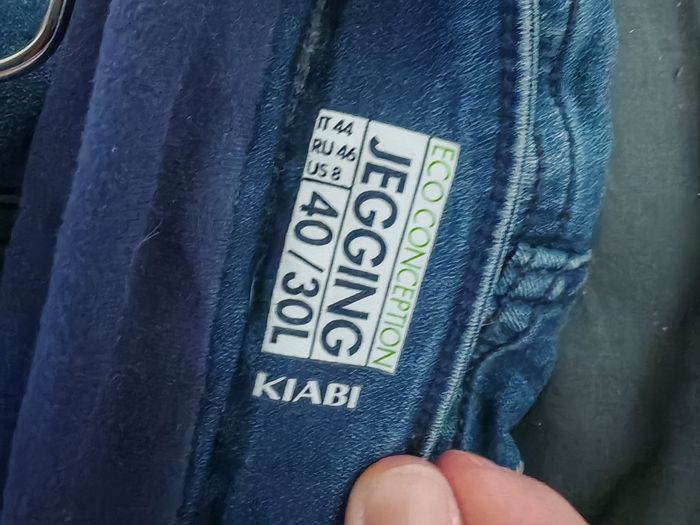 ECO CONCEPTION
JEGGING
IT 44
RU 46
US 8
40 / 30L
KIABI